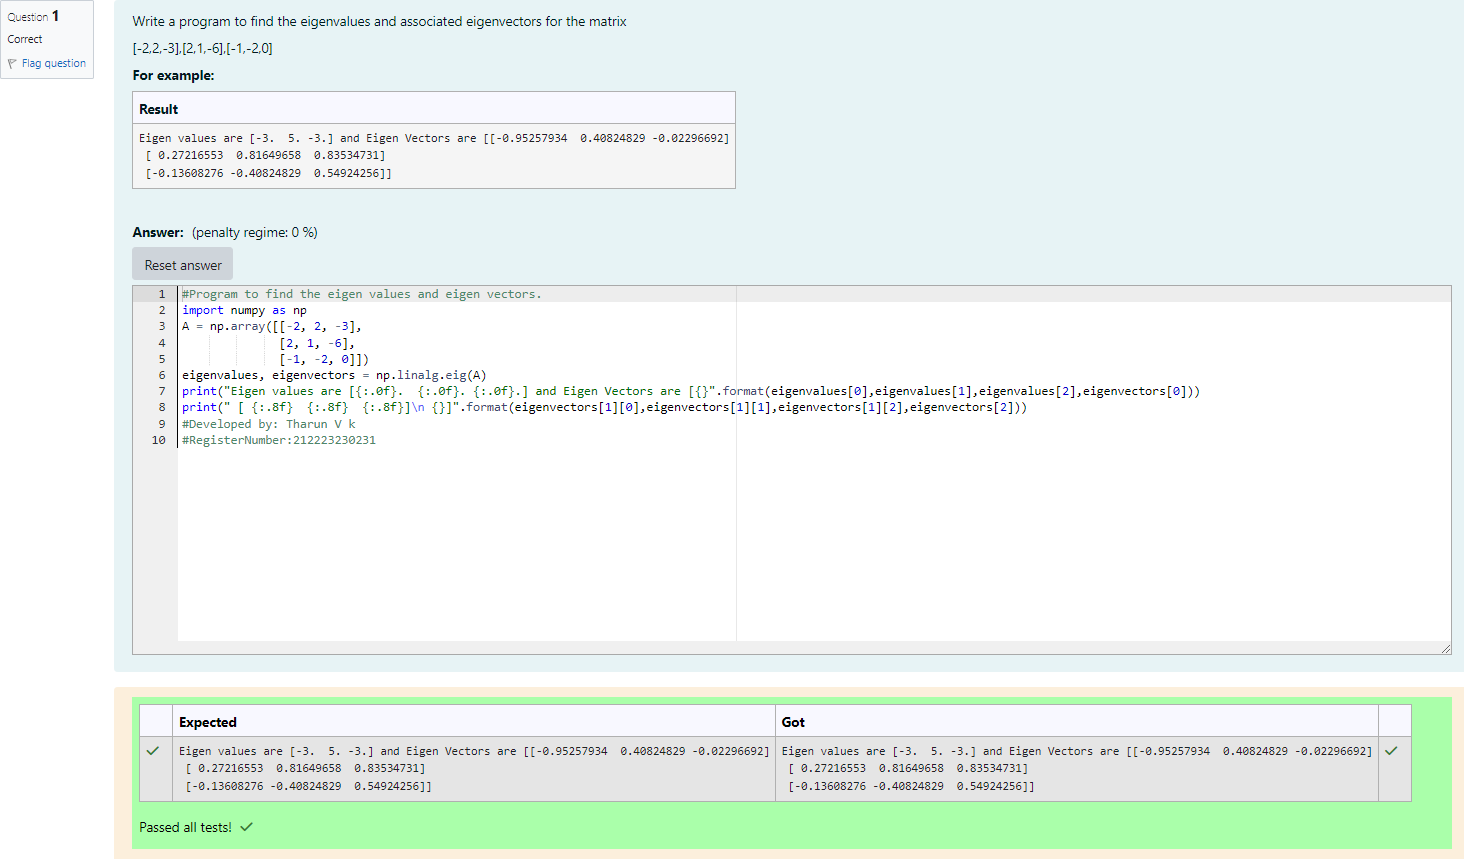 Question 1
Correct
Flag question
Write a program to find the eigenvalues and associated eigenvectors for the matrix
[-2,2,-3],[2,1,-6],[-1,-2,0]
For example:
Result
Eigen values are [-3.  5. -3.] and Eigen Vectors are [[-0.95257934  0.40824829 -0.02296692]
 [ 0.27216553  0.81649658  0.83534731]
 [-0.13608276 -0.40824829  0.54924256]]
Answer: (penalty regime: 0 %)
Reset answer
1 #Program to find the eigen values and eigen vectors.
2 import numpy as np
3 A = np.array([[-2, 2, -3],
4               [2, 1, -6],
5               [-1, -2, 0]])
6 eigenvalues, eigenvectors = np.linalg.eig(A)
7 print("Eigen values are [{:.0f}.  {:.0f}. {:.0f}.] and Eigen Vectors are [{}".format(eigenvalues[0],eigenvalues[1],eigenvalues[2],eigenvectors[0]))
8 print(" [ {:.8f}  {:.8f}  {:.8f}]\n {}]".format(eigenvectors[1][0],eigenvectors[1][1],eigenvectors[1][2],eigenvectors[2]))
9 #Developed by: Tharun V k
10 #RegisterNumber:212223230231
Expected Got
Eigen values are [-3.  5. -3.] and Eigen Vectors are [[-0.95257934  0.40824829 -0.02296692] Eigen values are [-3.  5. -3.] and Eigen Vectors are [[-0.95257934  0.40824829 -0.02296692]
 [ 0.27216553  0.81649658  0.83534731] [ 0.27216553  0.81649658  0.83534731]
 [-0.13608276 -0.40824829  0.54924256]] [-0.13608276 -0.40824829  0.54924256]]
Passed all tests!